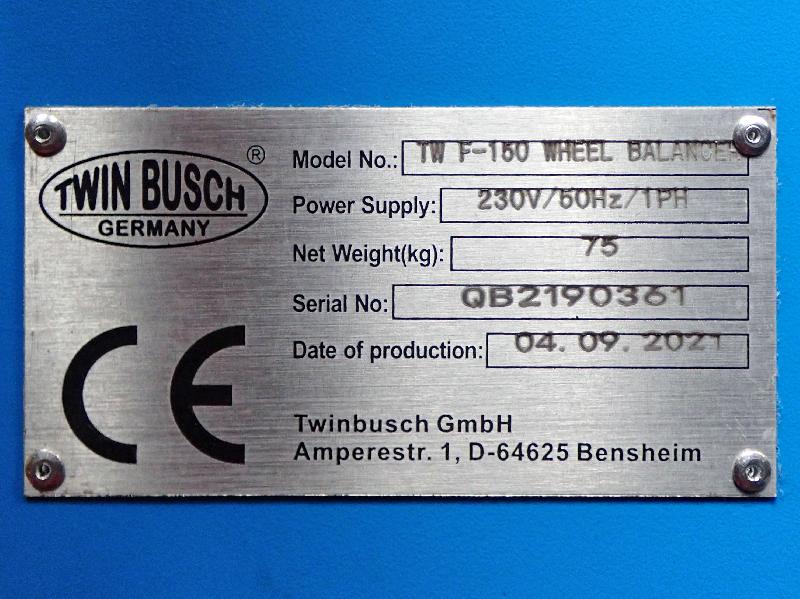 TWIN BUSCH ®
GERMANY
Model No.: TW F-150 WHEEL BALANCER
Power Supply: 230V/50Hz/1PH
Net Weight(kg): 75
Serial No: QB2190361
Date of production: 04.09.2021
CE
Twinbusch GmbH
Amperestr. 1, D-64625 Bensheim